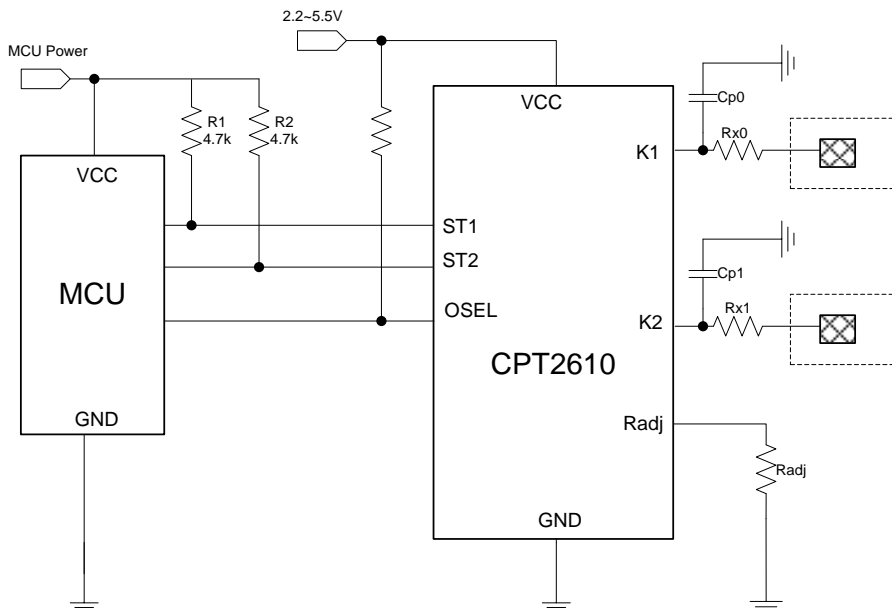 2.2~5.5V
MCU Power
R1
4.7k
R2
4.7k
VCC
VCC
Cp0
Rx0
K1
ST1
ST2
OSEL
MCU
Cp1
Rx1
K2
CPT2610
GND
Radj
Radj
GND